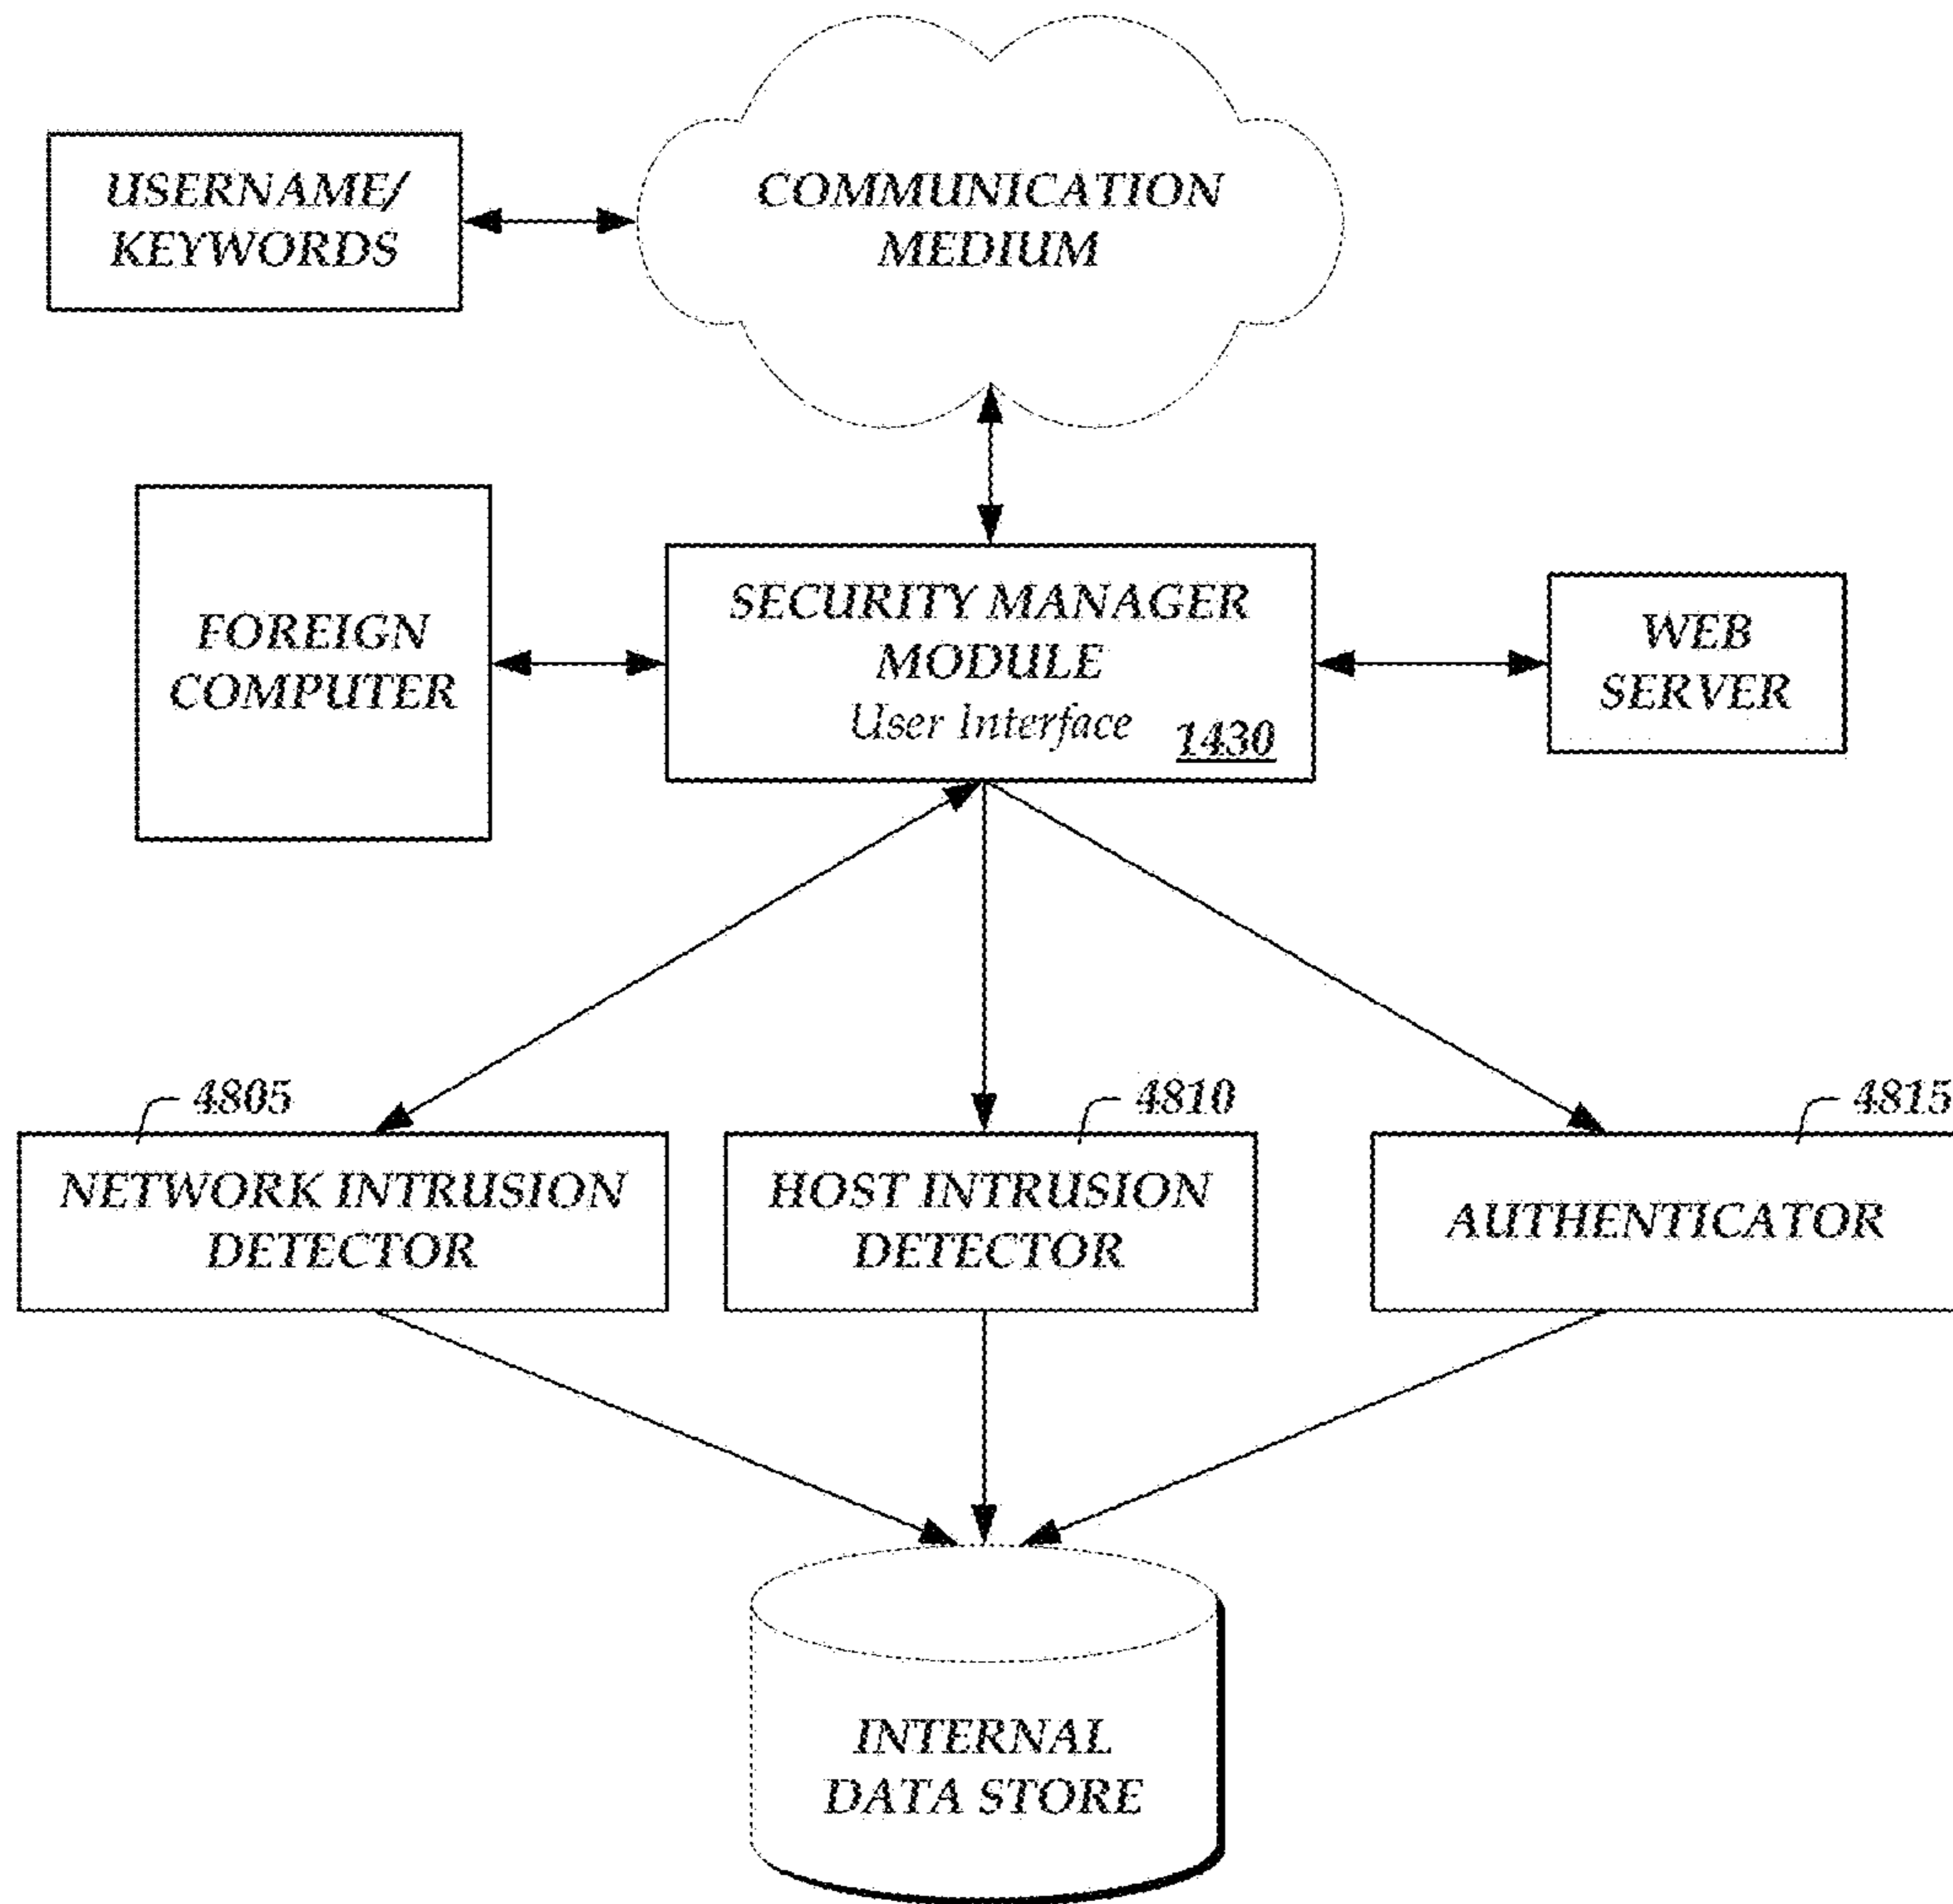 USERNAME/
KEYWORDS
COMMUNICATION
MEDIUM
FOREIGN
COMPUTER
SECURITY MANAGER
MODULE
User Interface
1430
WEB
SERVER
4805
NETWORK INTRUSION
DETECTOR
4810
HOST INTRUSION
DETECTOR
4815
AUTHENTICATOR
INTERNAL
DATA STORE